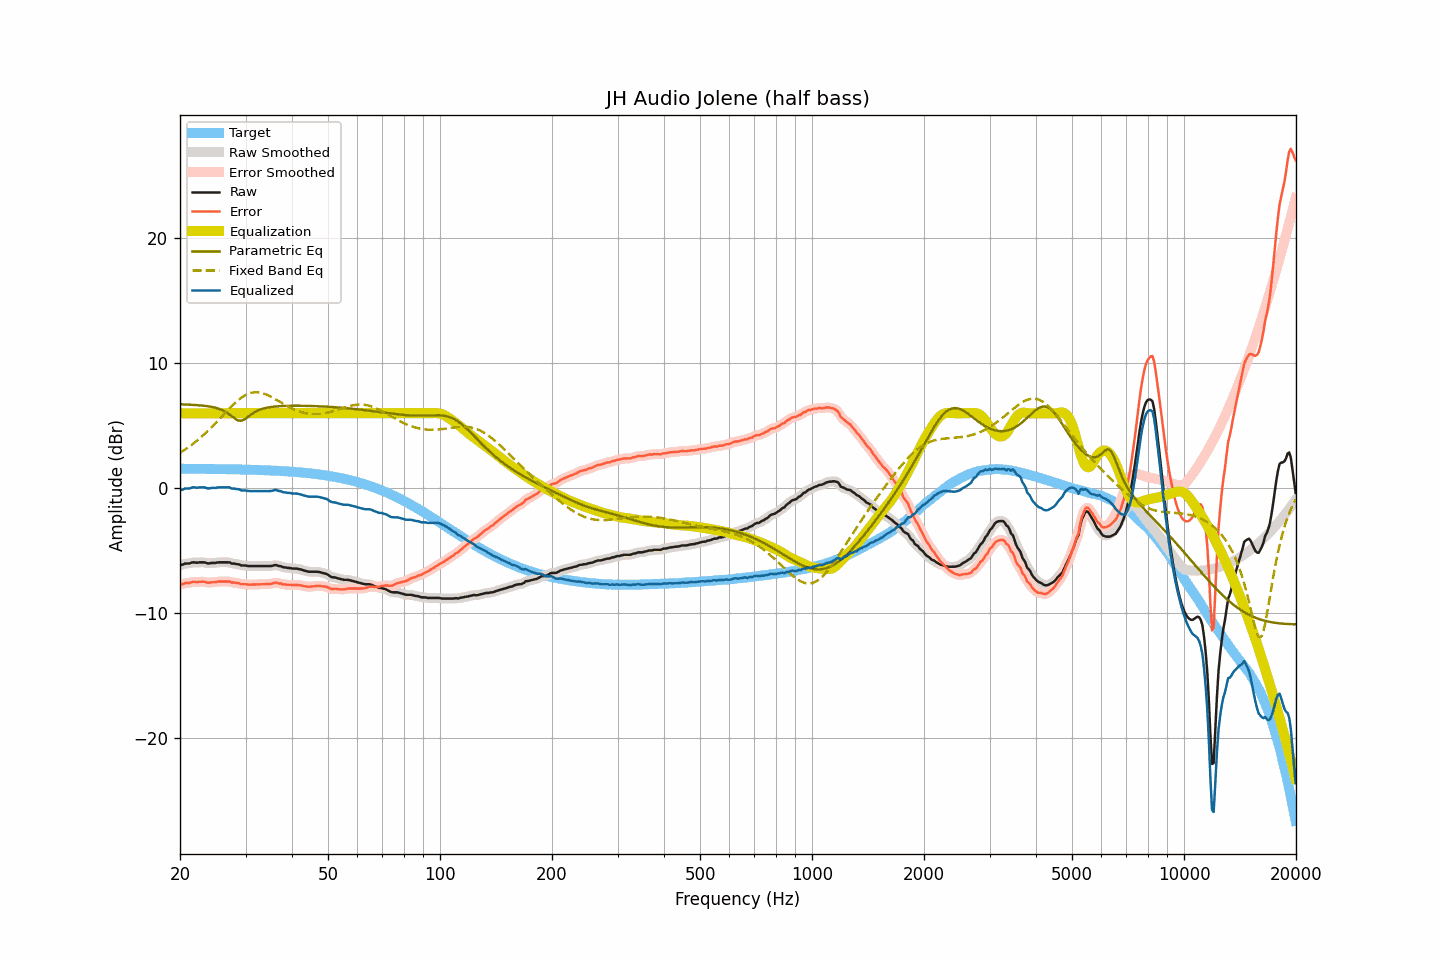 JH Audio Jolene (half bass)
Target
Raw Smoothed
Error Smoothed
Raw
Error
Equalization
Parametric Eq
Fixed Band Eq
Equalized
Amplitude (dBr)
20
10
0
−10
−20
20 50 100 200 500 1000 2000 5000 10000 20000
Frequency (Hz)